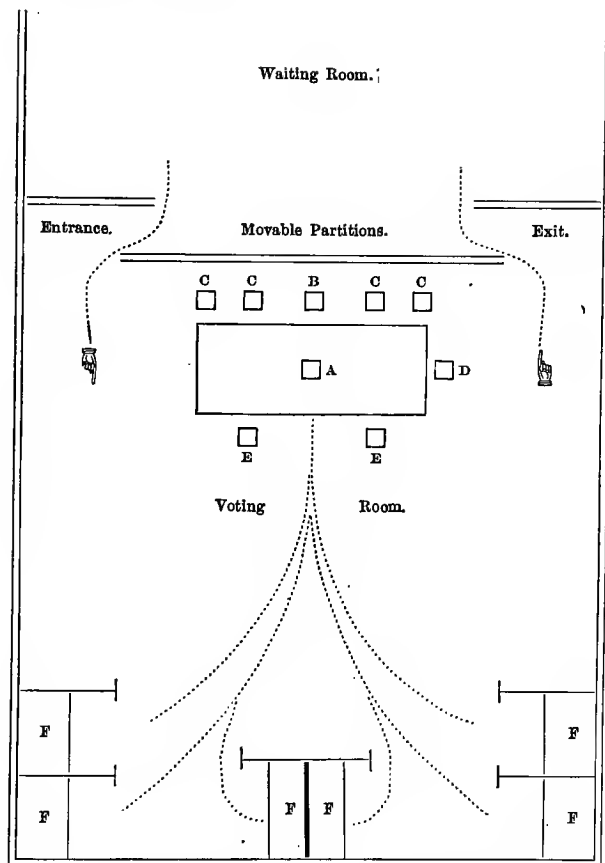 Waiting Room.
Entrance. Movable Partitions. Exit.
C C B C C
A D
E E
Voting Room.
F F
F F
F F